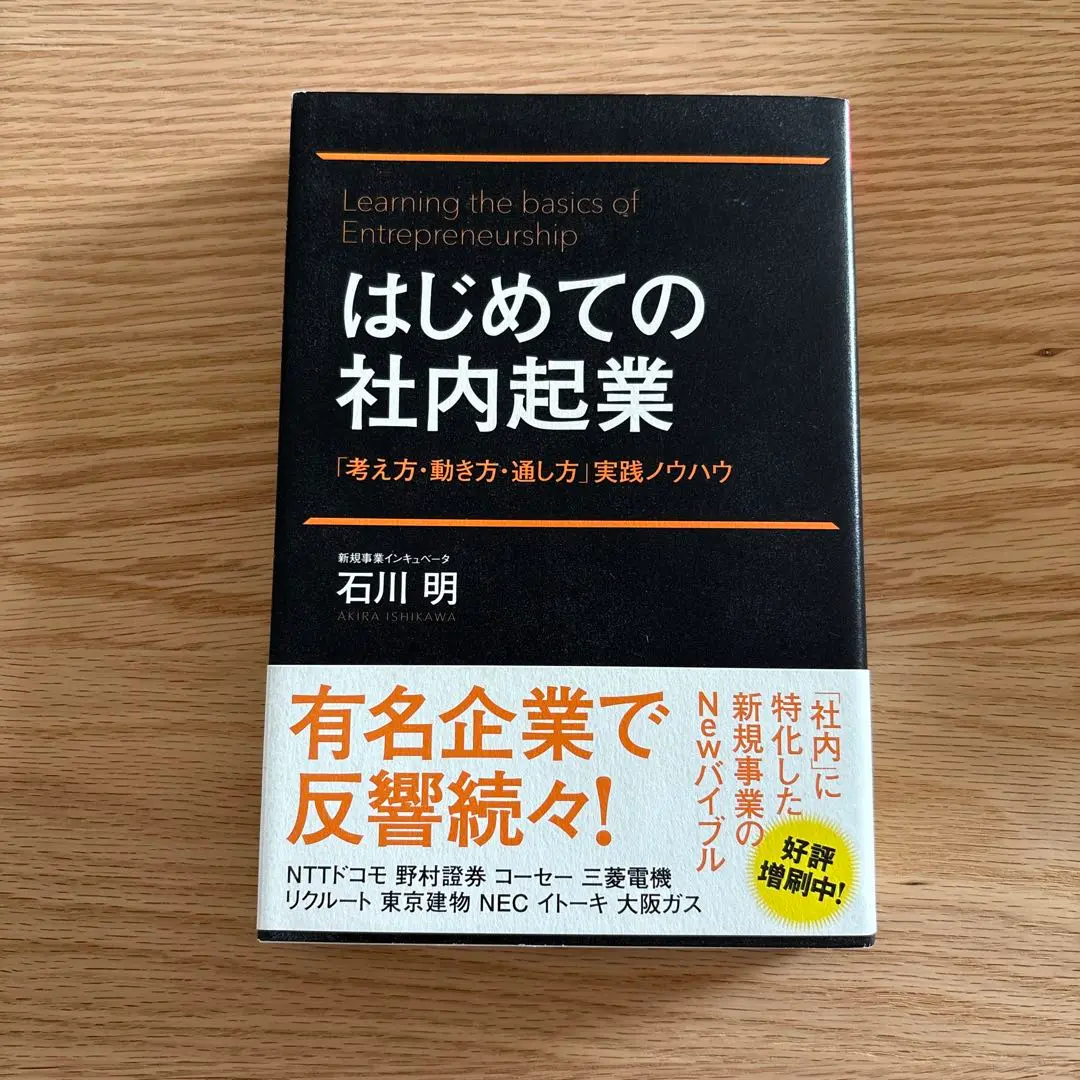 Learning the basics of
Entrepreneurship
はじめての
社内起業
「考え方・動き方・通し方」実践ノウハウ
新規事業インキュベータ
石川 明
AKIRA ISHIKAWA
有名企業で
反響続々!
「社内」に
特化した
新規事業の
Newバイブル
NTTドコモ 野村證券 コーセー 三菱電機
リクルート 東京建物 NEC イトーキ 大阪ガス
好評
増刷中!